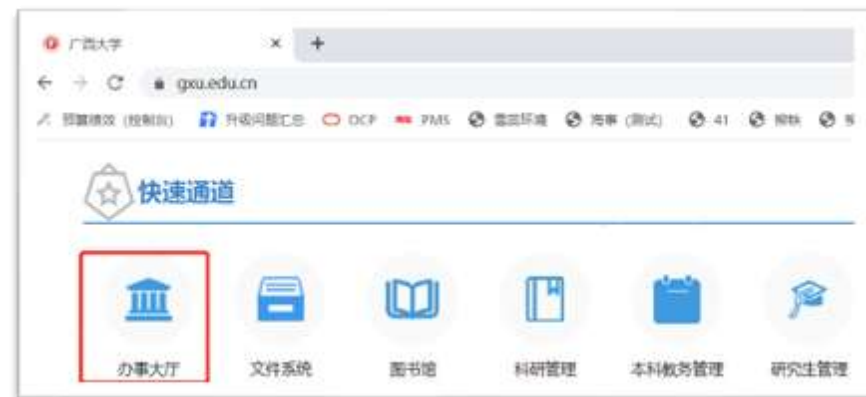 广西大学
gxu.edu.cn
预算绩效 (控制台) 升级问题汇总 OCP PMS 海事 (测试) 41
快速通道
办事大厅 文件系统 图书馆 科研管理 本科教务管理 研究生管理